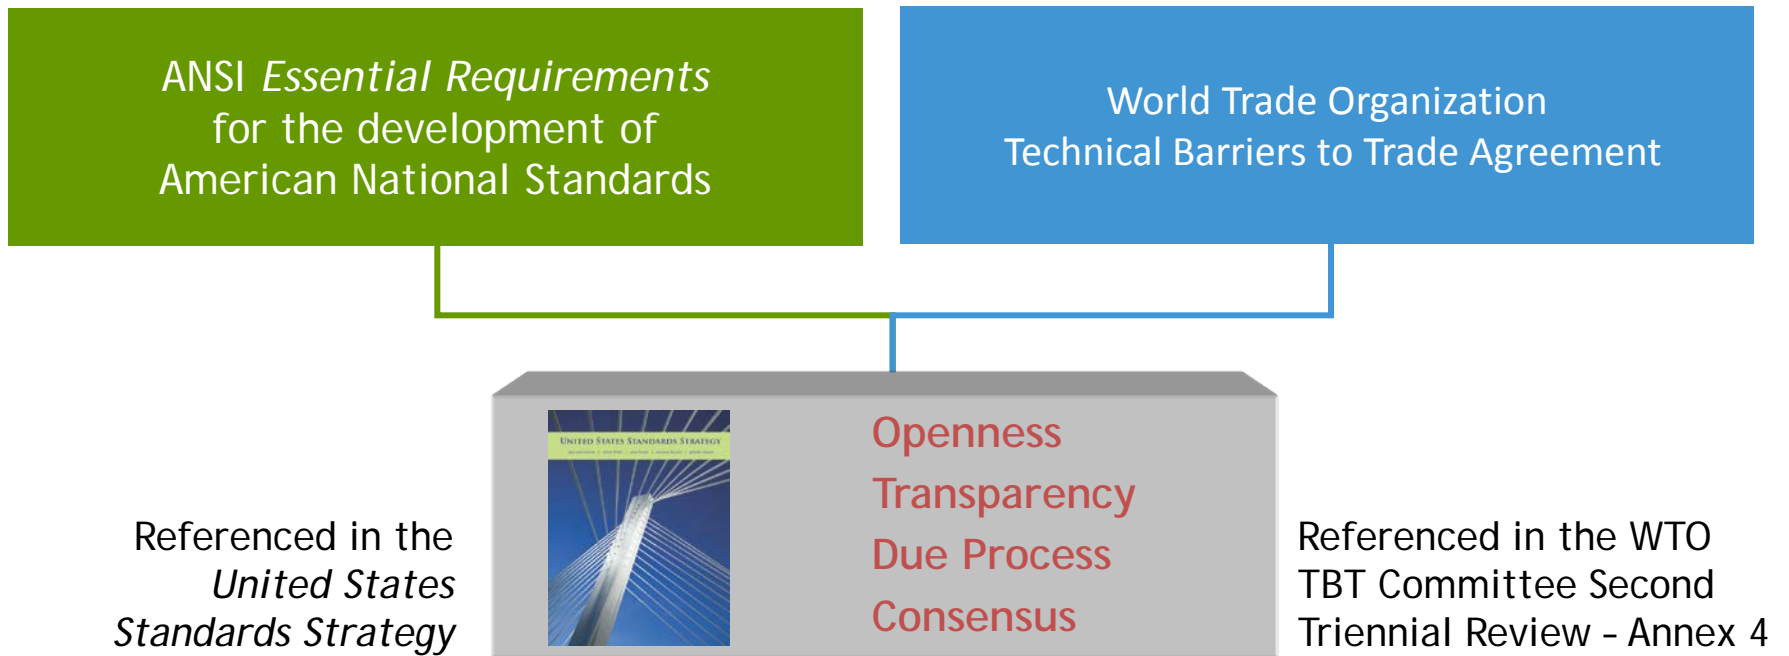 ANSI Essential Requirements
for the development of
American National Standards
World Trade Organization
Technical Barriers to Trade Agreement
UNITED STATES STANDARDS STRATEGY
Openness
Transparency
Due Process
Consensus
Referenced in the
United States
Standards Strategy
Referenced in the WTO
TBT Committee Second
Triennial Review – Annex 4